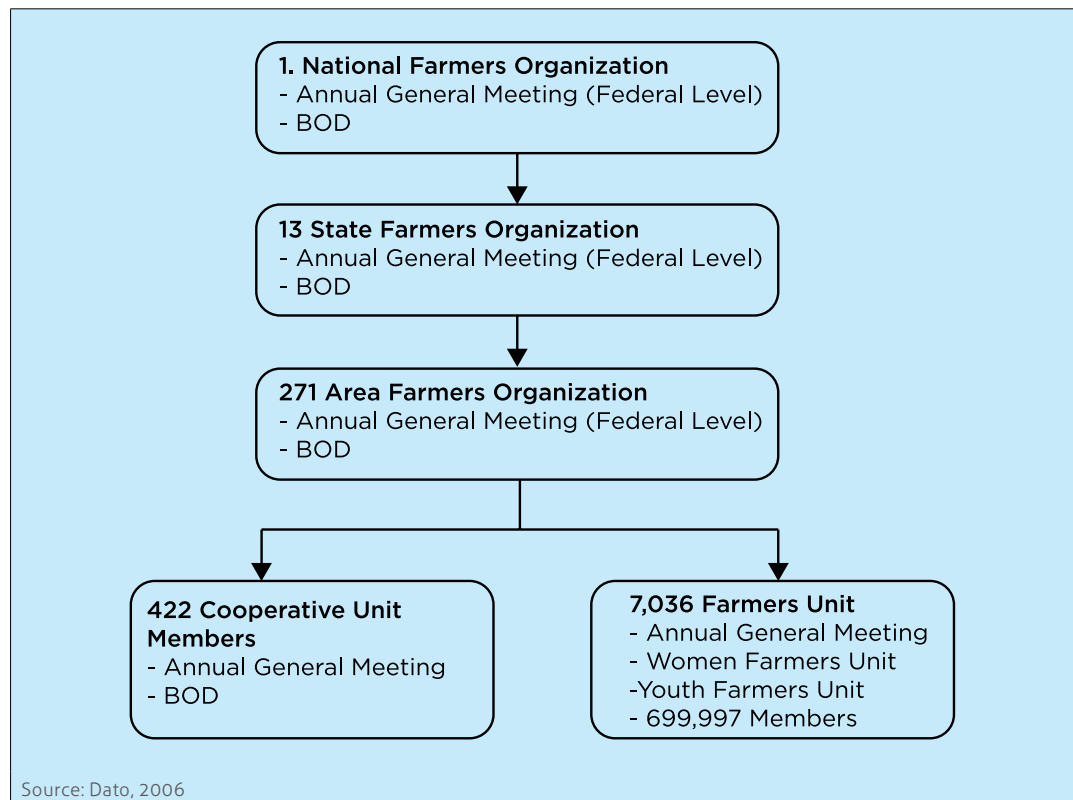 1. National Farmers Organization
- Annual General Meeting (Federal Level)
- BOD
13 State Farmers Organization
- Annual General Meeting (Federal Level)
- BOD
271 Area Farmers Organization
- Annual General Meeting (Federal Level)
- BOD
422 Cooperative Unit
Members
- Annual General Meeting
- BOD
7,036 Farmers Unit
- Annual General Meeting
- Women Farmers Unit
-Youth Farmers Unit
- 699,997 Members
Source: Dato, 2006